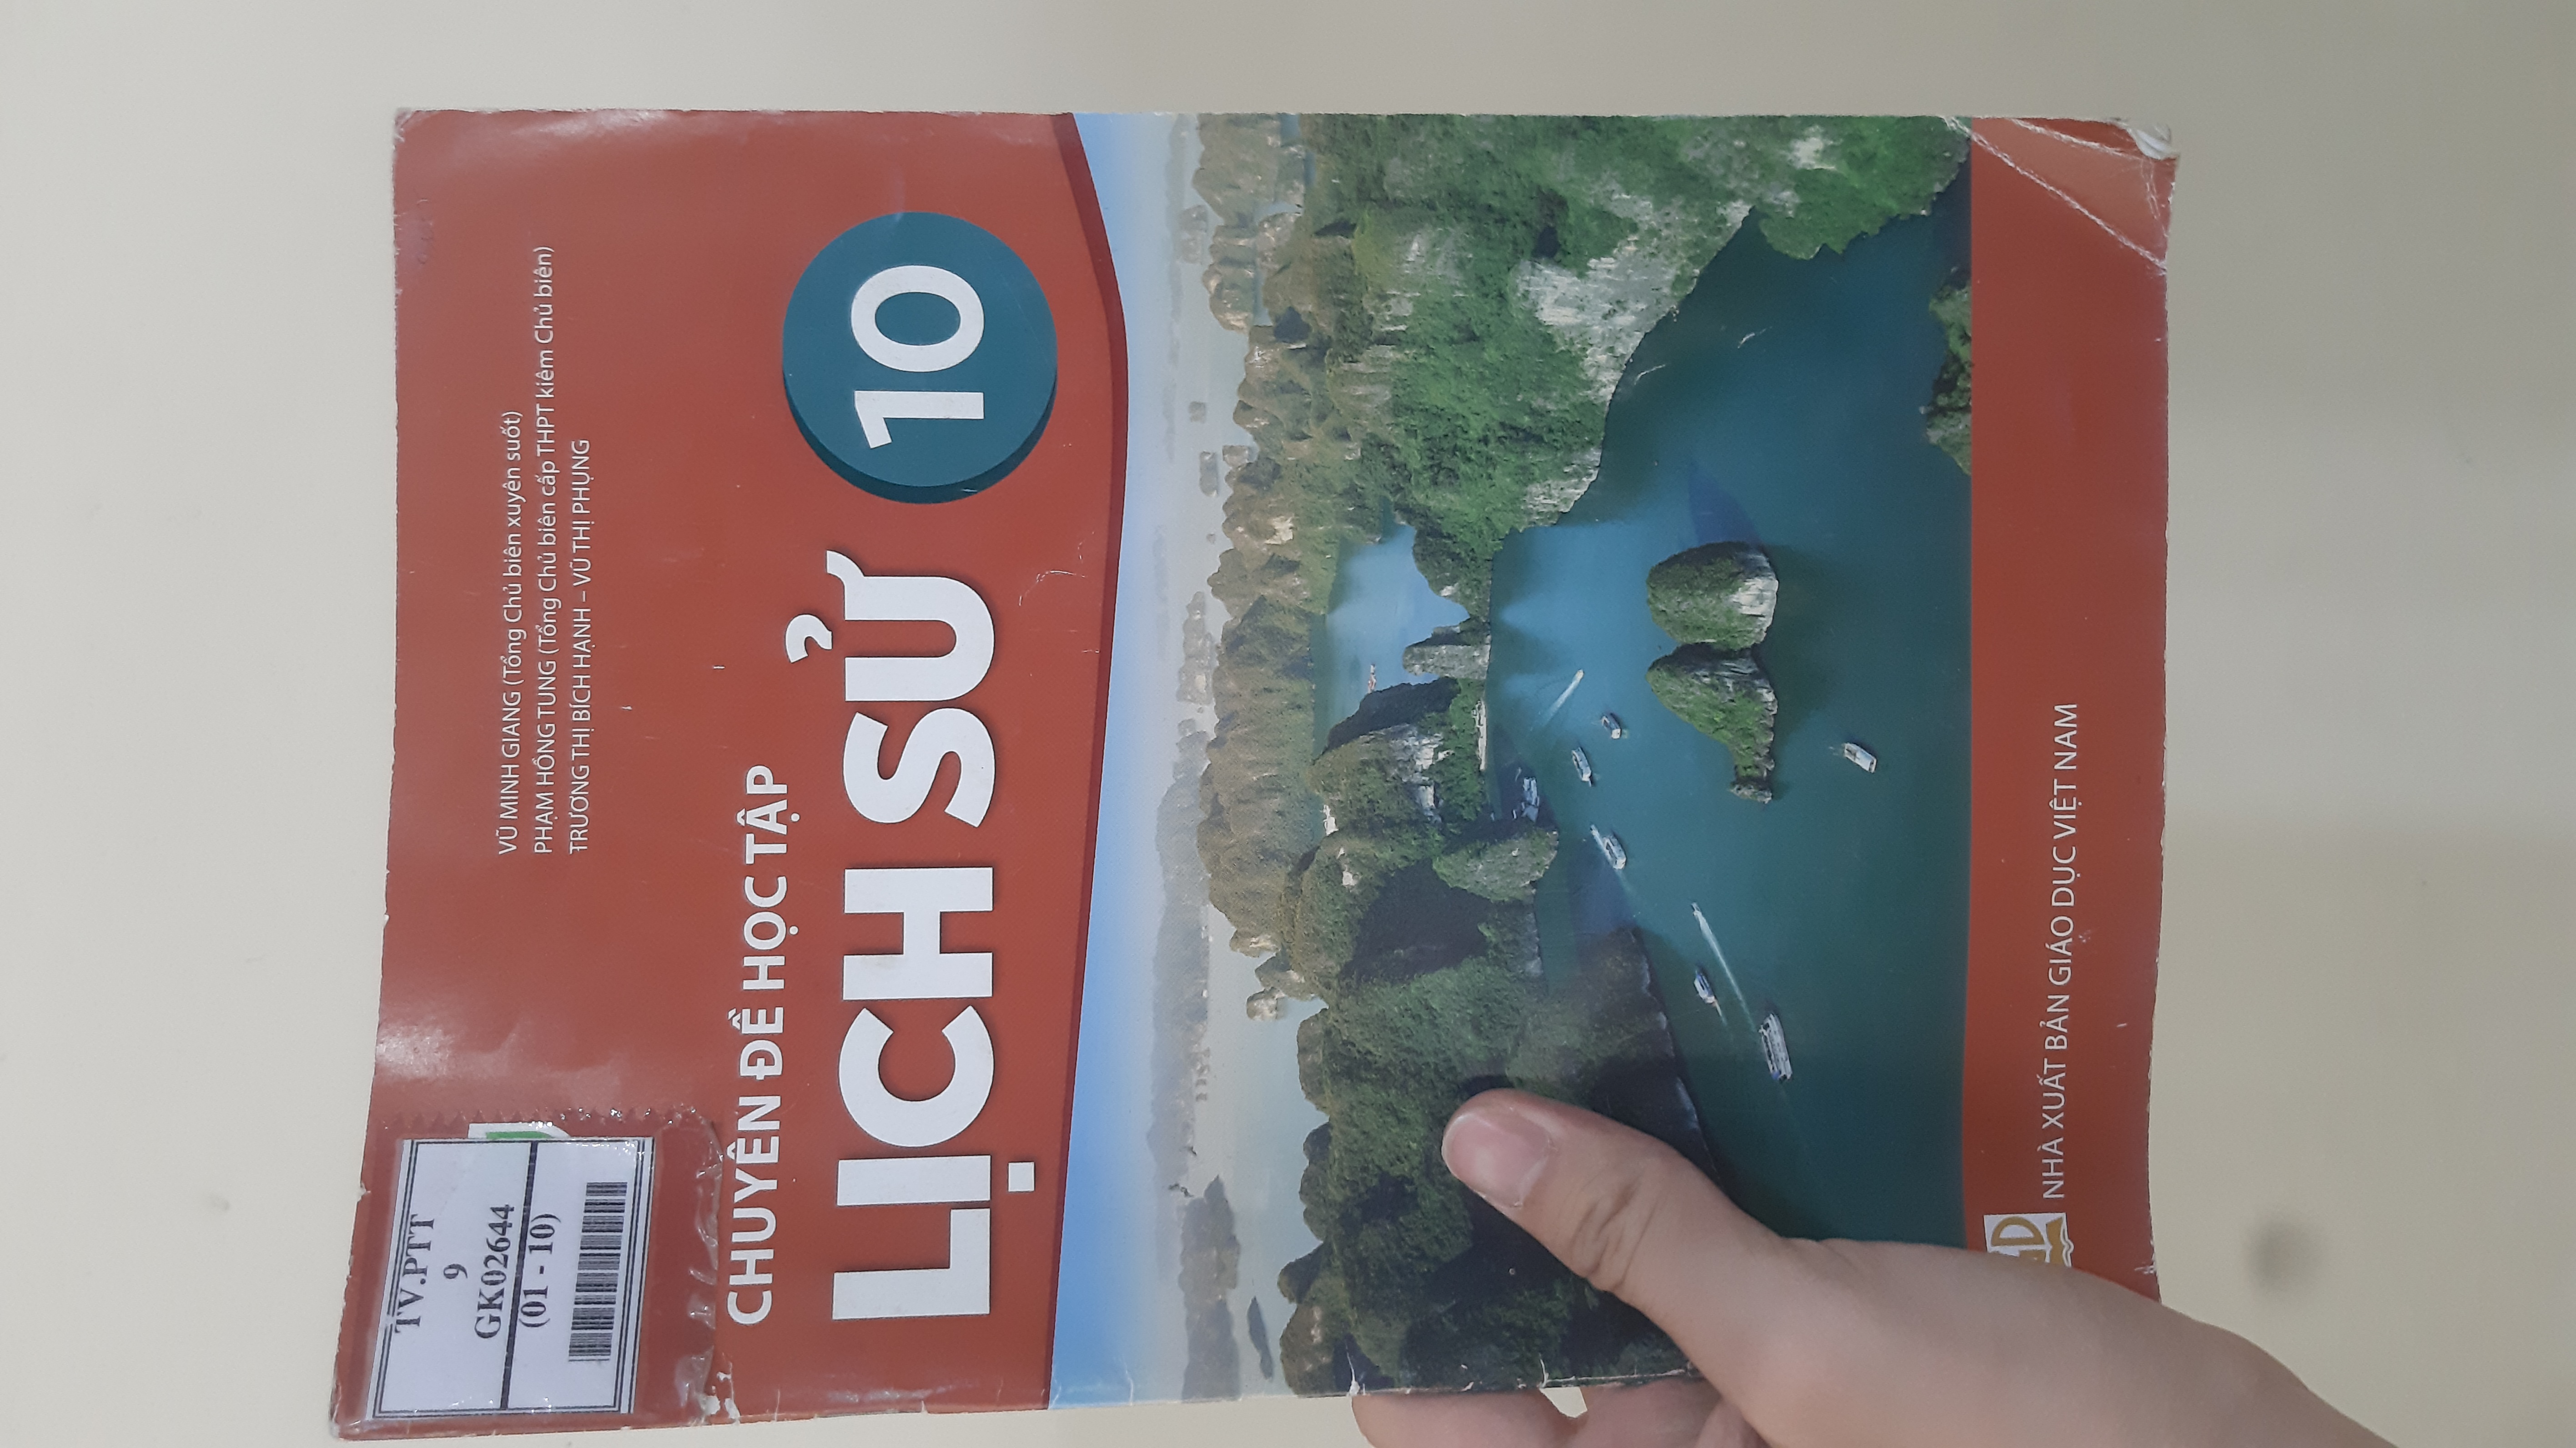 TV.PTT
9
GK02644
(01 - 10)
VŨ MINH GIANG (Tổng Chủ biên xuyên suốt)
PHẠM HỒNG TUNG (Tổng Chủ biên cấp THPT kiêm Chủ biên)
TRƯƠNG THỊ BÍCH HẠNH – VŨ THỊ PHỤNG
CHUYÊN ĐỀ HỌC TẬP
LỊCH SỬ 10
NHÀ XUẤT BẢN GIÁO DỤC VIỆT NAM